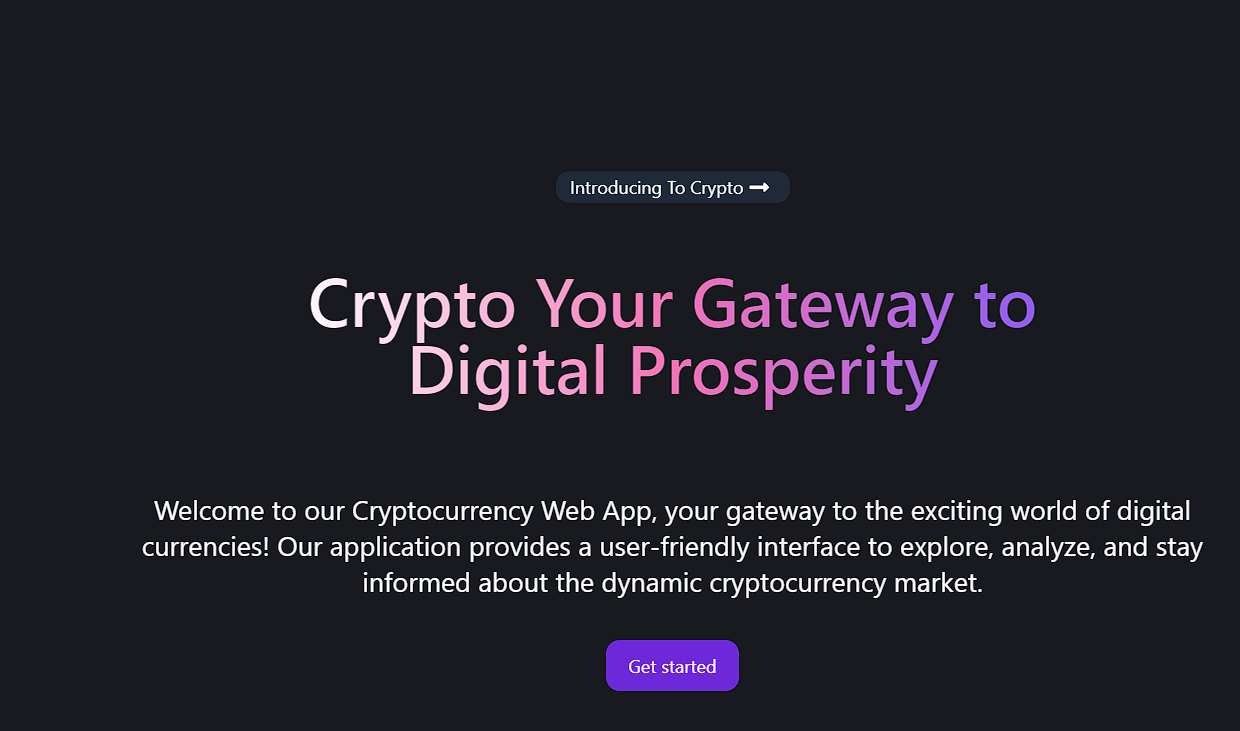 Introducing To Crypto
Crypto Your Gateway to
Digital Prosperity
Welcome to our Cryptocurrency Web App, your gateway to the exciting world of digital
currencies! Our application provides a user-friendly interface to explore, analyze, and stay
informed about the dynamic cryptocurrency market.
Get started